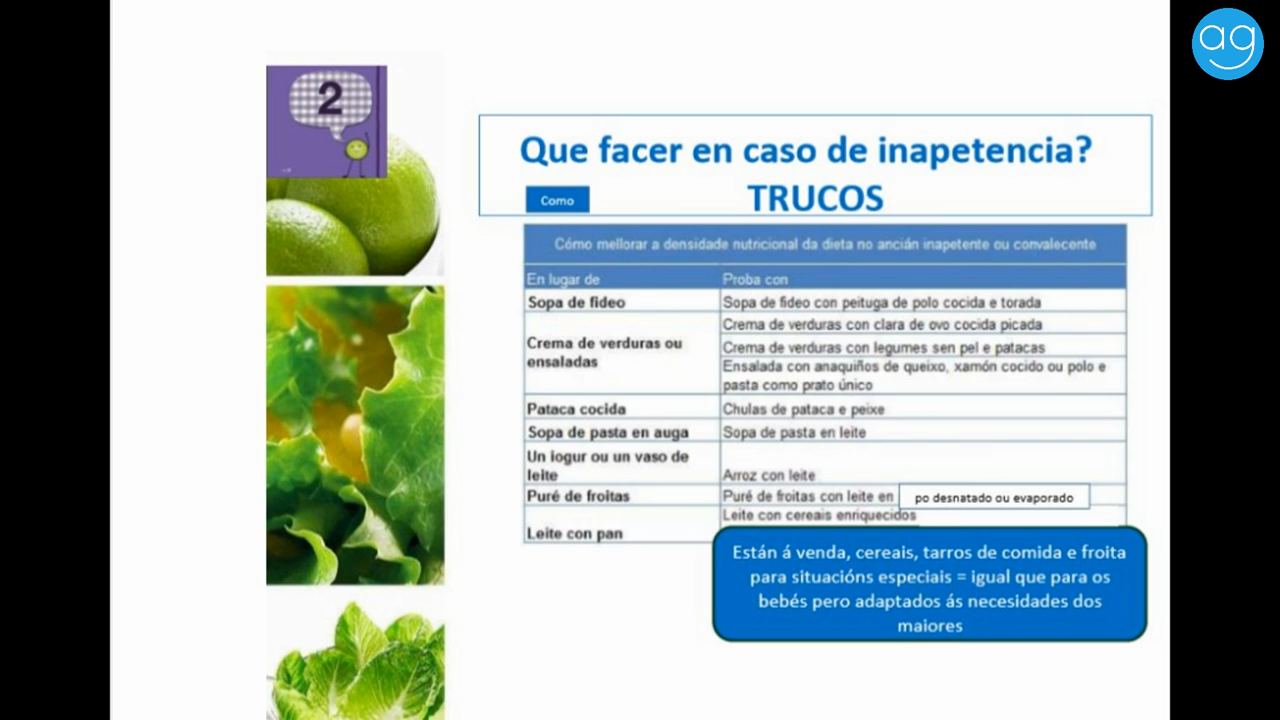 ag
2
Que facer en caso de inapetencia?
Como
TRUCOS
Cómo mellorar a densidade nutricional da dieta no ancián inapetente ou convalecente
En lugar de
Proba con
Sopa de fideo
Sopa de fideo con peituga de polo cocida e torada
Crema de verduras ou
ensaladas
Crema de verduras con clara de ovo cocida picada
Crema de verduras con legumes sen pel e patacas
Ensalada con anaquiños de queixo, xamón cocido ou polo e
pasta como prato único
Pataca cocida
Chulas de pataca e peixe
Sopa de pasta en auga
Sopa de pasta en leite
Un iogur ou un vaso de
leite
Arroz con leite
Puré de froitas
Puré de froitas con leite en
po desnatado ou evaporado
Leite con pan
Leite con cereais enriquecidos
Están á venda, cereais, tarros de comida e froita
para situacións especiais = igual que para os
bebés pero adaptados ás necesidades dos
maiores